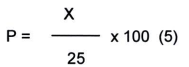 X
P = x 100 (5)
25